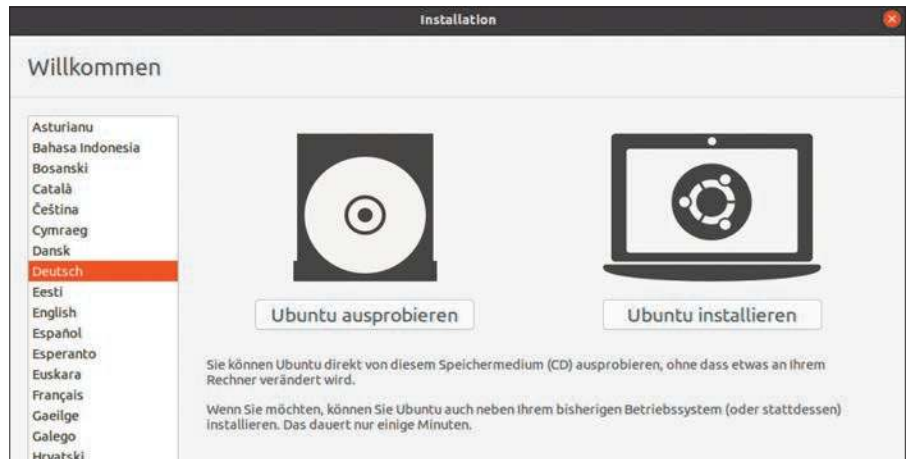 Installation
Willkommen
Asturianu
Bahasa Indonesia
Bosanski
Català
Čeština
Cymraeg
Dansk
Deutsch
Eesti
English
Español
Esperanto
Euskara
Français
Gaeilge
Galego
Hrvatski
Ubuntu ausprobieren
Ubuntu installieren
Sie können Ubuntu direkt von diesem Speichermedium (CD) ausprobieren, ohne dass etwas an Ihrem
Rechner verändert wird.
Wenn Sie möchten, können Sie Ubuntu auch neben Ihrem bisherigen Betriebssystem (oder stattdessen)
installieren. Das dauert nur einige Minuten.